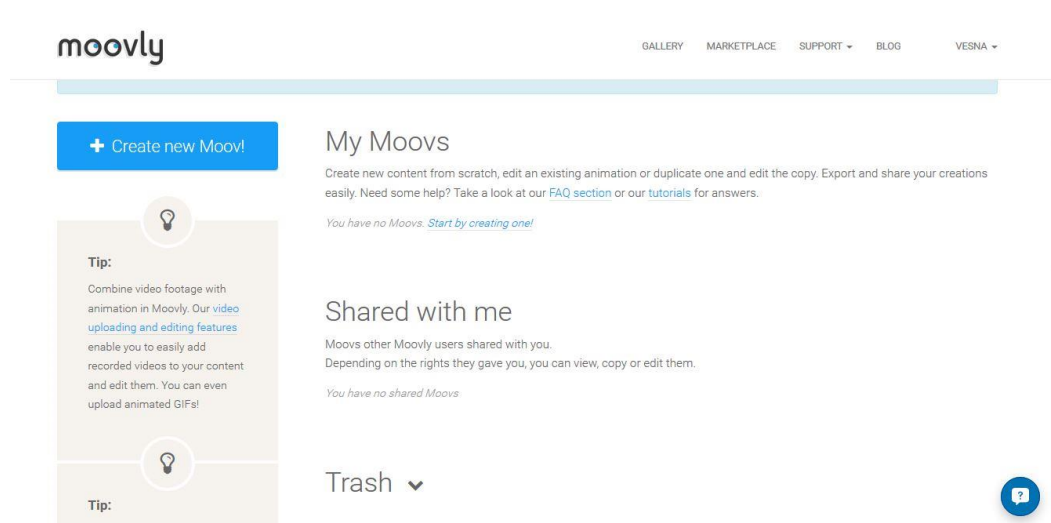 moovly
GALLERY MARKETPLACE SUPPORT BLOG VESNA
+ Create new Moov!
Tip:
Combine video footage with
animation in Moovly. Our video
uploading and editing features
enable you to easily add
recorded videos to your content
and edit them. You can even
upload animated GIFs!
Tip:
My Moovs
Create new content from scratch, edit an existing animation or duplicate one and edit the copy. Export and share your creations
easily. Need some help? Take a look at our FAQ section or our tutorials for answers.
You have no Moovs. Start by creating one!
Shared with me
Moovs other Moovly users shared with you.
Depending on the rights they gave you, you can view, copy or edit them.
You have no shared Moovs
Trash
?